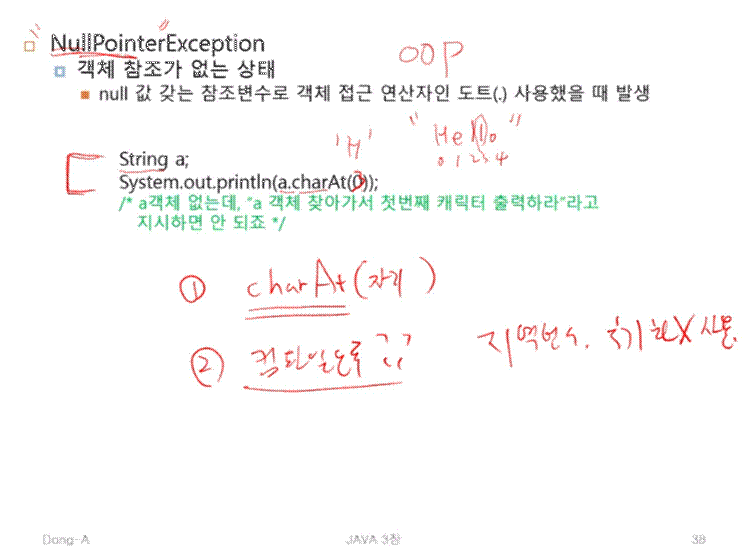 " NullPointerException "
OOP
객체 참조가 없는 상태
null 값 갖는 참조변수로 객체 접근 연산자인 도트(.) 사용했을 때 발생
'H' "Hello"
0 1 2 3 4
String a;
System.out.println(a.charAt(0));
/* a객체 없는데, "a 객체 찾아가서 첫번째 캐릭터 출력하라"라고
지시하면 안 되죠 */
① charAt(자리)
② 컴파일오류 ;; 지역변수. 초기화X 사용.
Dong-A JAVA 3장 38